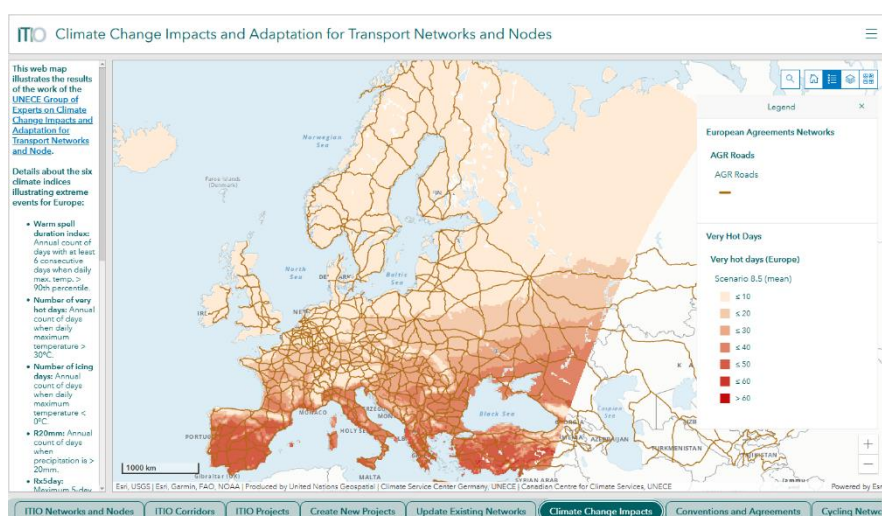 ITIO Climate Change Impacts and Adaptation for Transport Networks and Nodes
This web map
illustrates the results
of the work of the
UNECE Group of
Experts on Climate
Change Impacts and
Adaptation for
Transport Networks
and Node.
Details about the six
climate indices
illustrating extreme
events for Europe:
• Warm spell
duration index:
Annual count of
days with at least
6 consecutive
days when daily
max. temp. >
90th percentile.
• Number of very
hot days: Annual
count of days
when daily
maximum
temperature >
30°C.
• Number of Icing
days: Annual
count of days
when daily
maximum
temperature <
0°C.
• R20mm: Annual
count of days
when
precipitation is >
20mm.
• Rx5day:
Maximum 5-day
Norwegian
Sea
Faroe Islands
(Denmark)
North
Sea
Baltic
Sea
MONACO
HOLY SEE
PORTUG
Black Sea
Caspian
Sea
GEORGIA
AZERBAIJAN
TURKMENISTAN
MALTA
SYRIAN ARAB
Gibraltar (UK)
1000 km
Esri, USGS | Esri, Garmin, FAO, NOAA | Produced by United Nations Geospatial | Climate Service Center Germany, UNECE | Canadian Centre for Climate Services, UNECE
Powered by Esri
Legend
×
European Agreements Networks
AGR Roads
AGR Roads
Very Hot Days
Very hot days (Europe)
Scenario 8.5 (mean)
≤ 10
≤ 20
≤ 30
≤ 40
≤ 50
≤ 60
> 60
+
−
ITIO Networks and Nodes
ITIO Corridors
ITIO Projects
Create New Projects
Update Existing Networks
Climate Change Impacts
Conventions and Agreements
Cycling Netwo